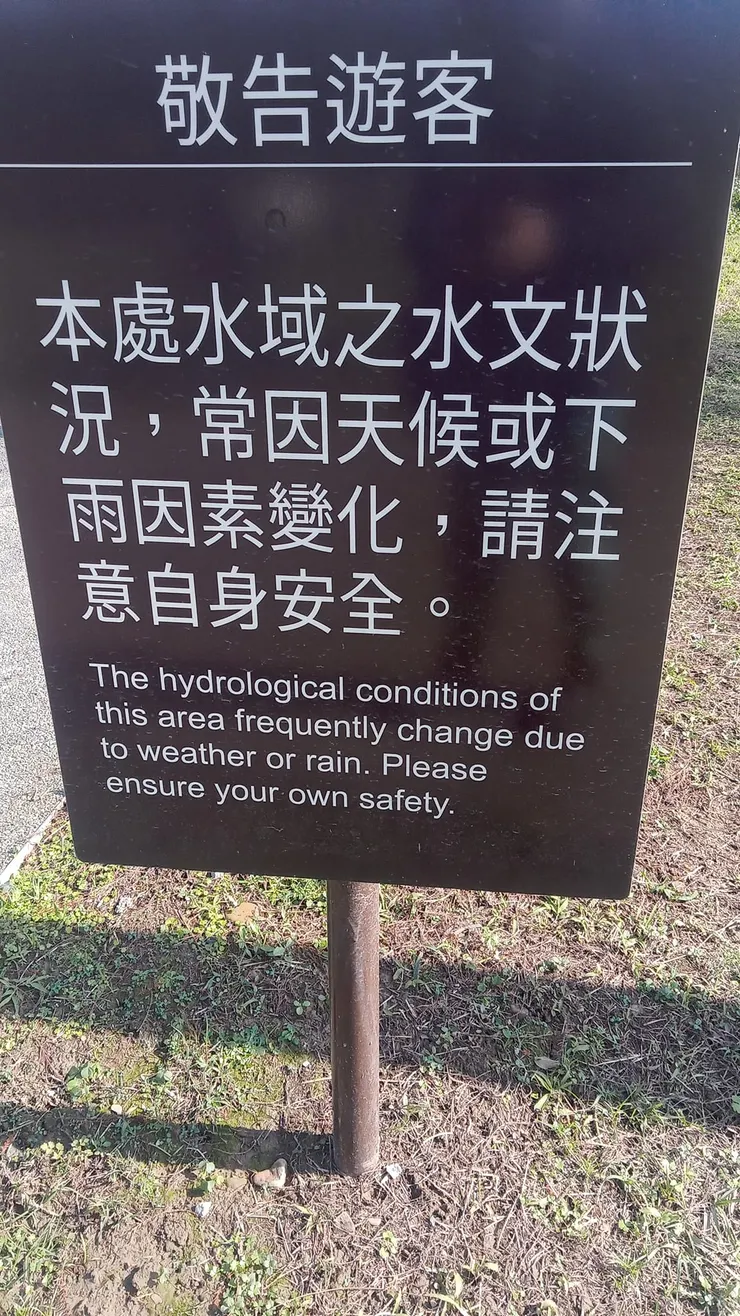 敬告遊客
本處水域之水文狀
況，常因天候或下
雨因素變化，請注
意自身安全。
The hydrological conditions of
this area frequently change due
to weather or rain. Please
ensure your own safety.